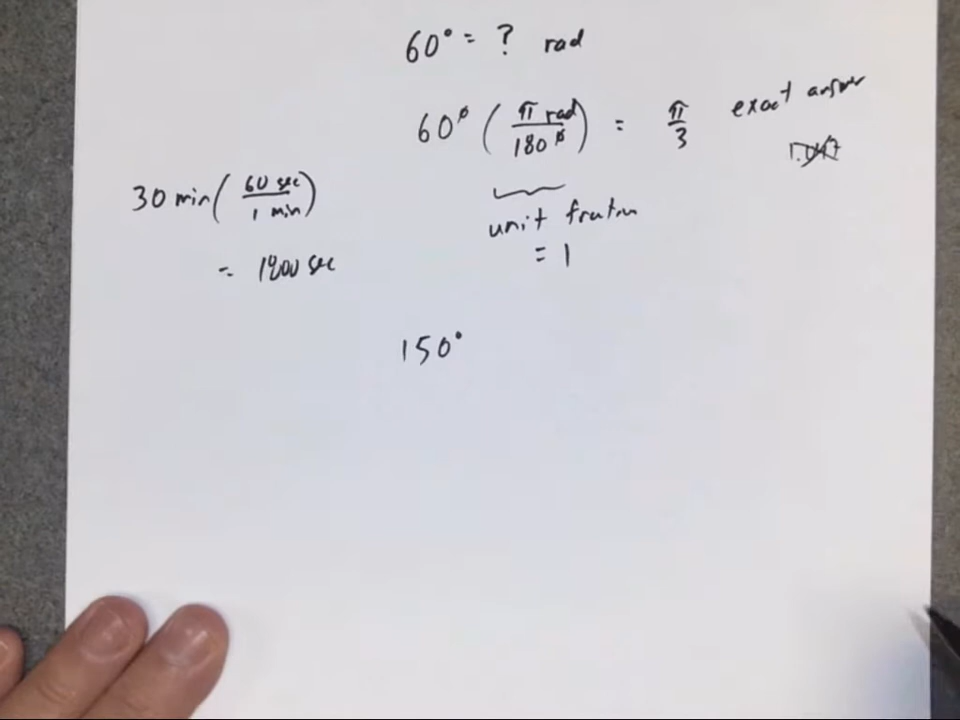 60° = ? rad
60° ( π rad / 180° ) = π/3 exact answer
30 min ( 60 sec / 1 min )
unit
= 1
= 1800 sec
150°